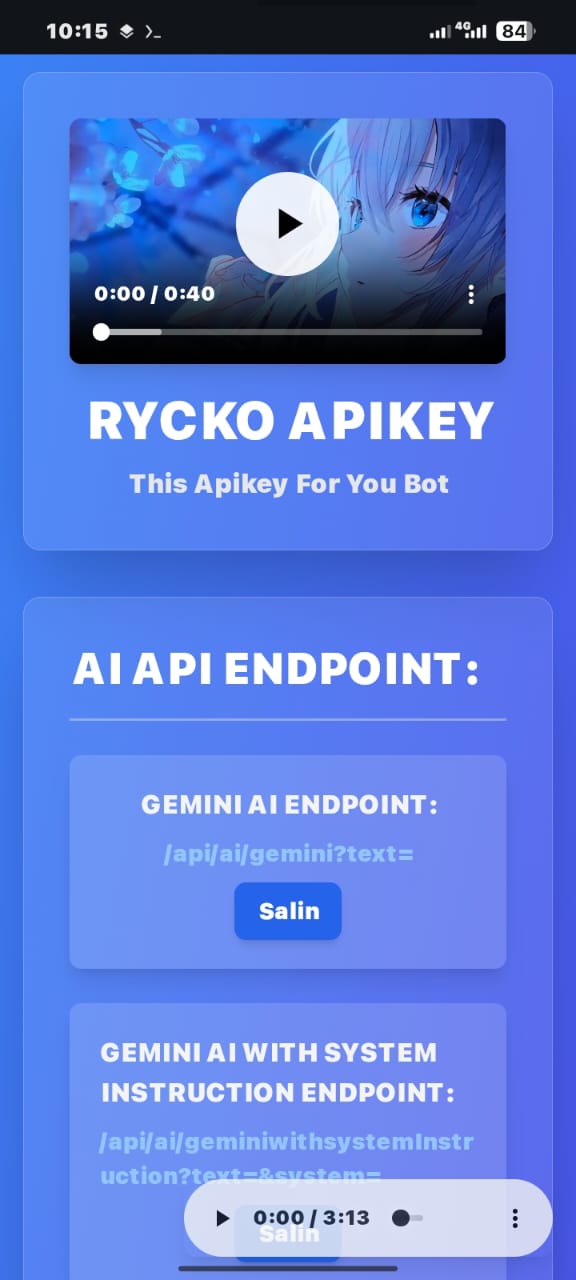 10:15
4G
84
0:00 / 0:40
RYCKO APIKEY
This Apikey For You Bot
AI API ENDPOINT:
GEMINI AI ENDPOINT:
/api/ai/gemini?text=
Salin
GEMINI AI WITH SYSTEM
INSTRUCTION ENDPOINT:
/api/ai/geminiwithsystemInstr
uction?text=&system=
0:00 / 3:13
Salin